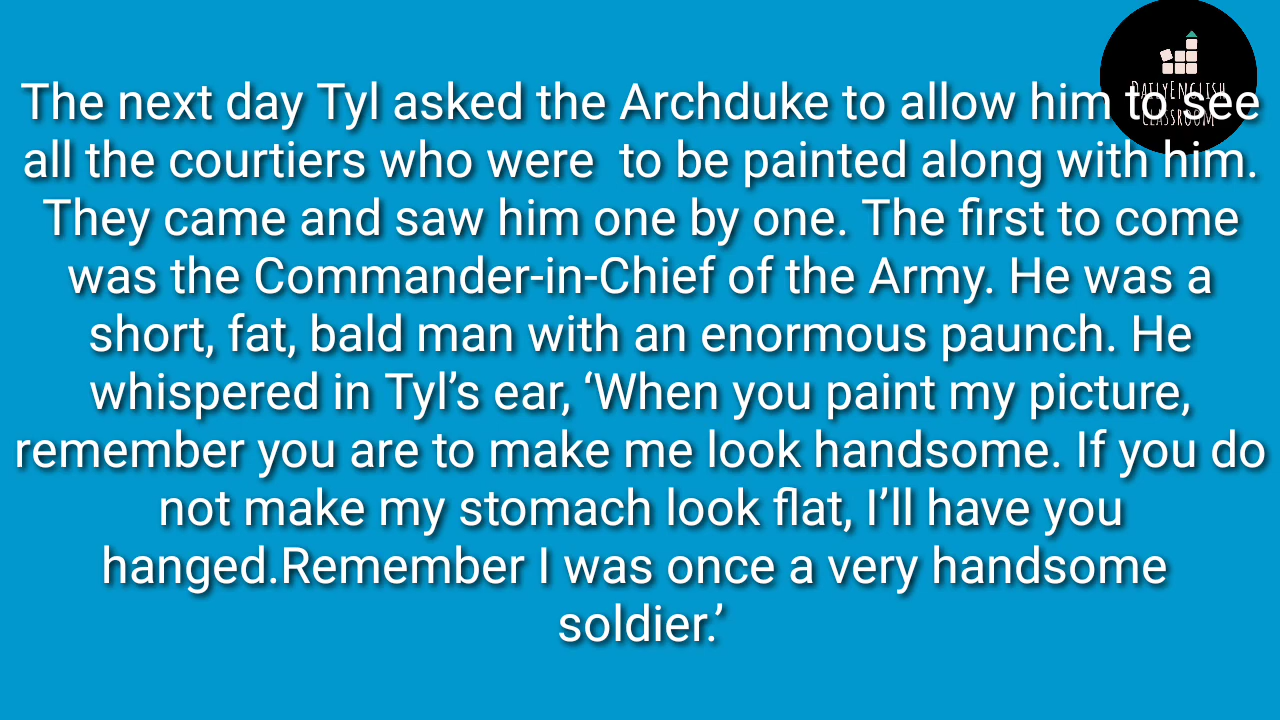 DailyEnglish
Classroom
The next day Tyl asked the Archduke to allow him to see
all the courtiers who were  to be painted along with him.
They came and saw him one by one. The first to come
was the Commander-in-Chief of the Army. He was a
short, fat, bald man with an enormous paunch. He
whispered in Tyl’s ear, ‘When you paint my picture,
remember you are to make me look handsome. If you do
not make my stomach look flat, I’ll have you
hanged.Remember I was once a very handsome
soldier.’